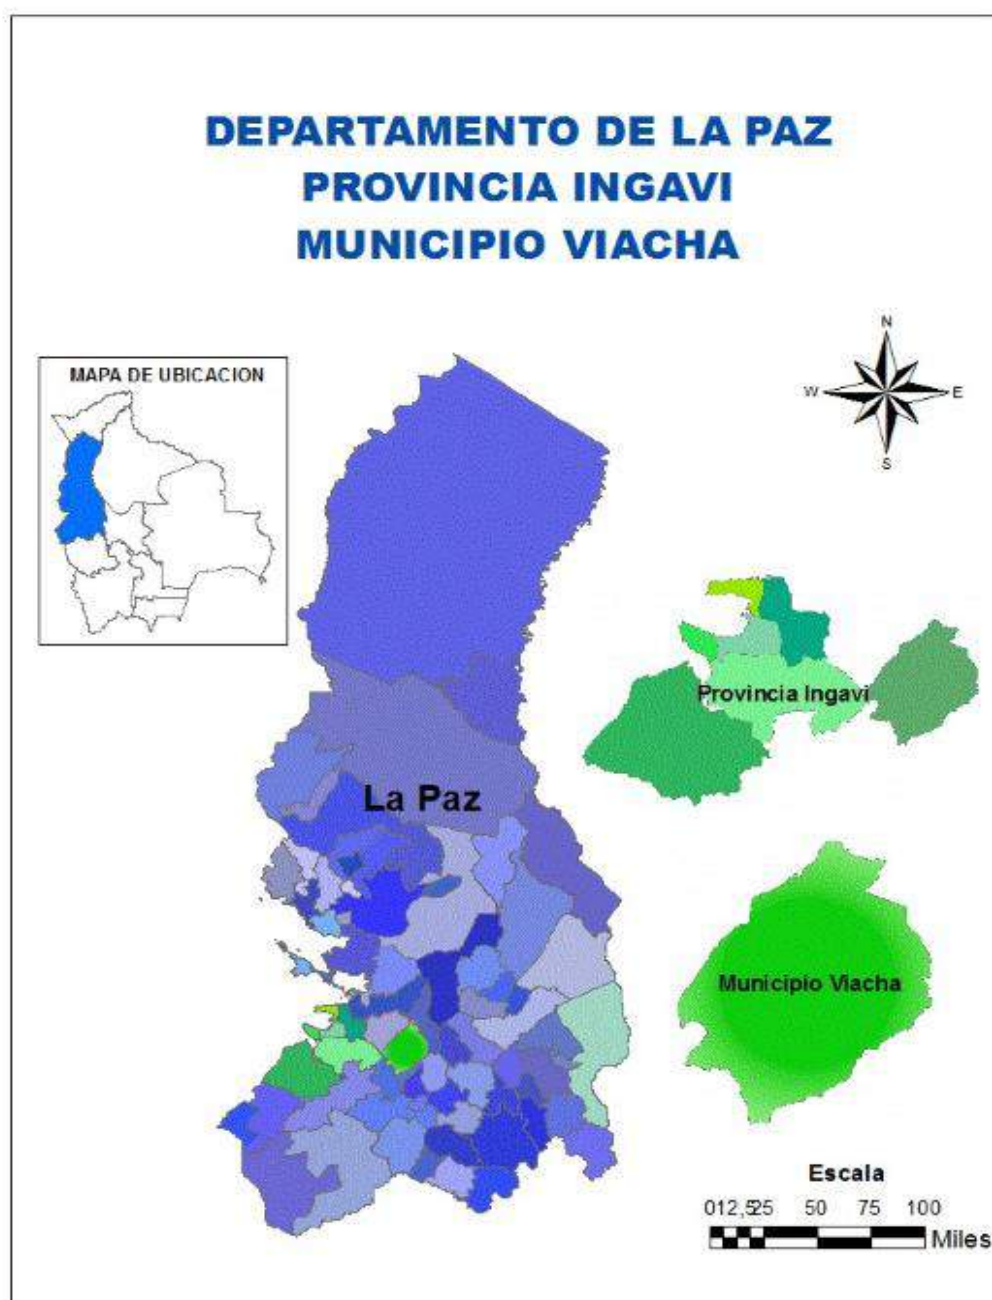 DEPARTAMENTO DE LA PAZ
PROVINCIA INGAVI
MUNICIPIO VIACHA
MAPA DE UBICACION
N
W E
S
Provincia Ingavi
La Paz
Municipio Viacha
Escala
012,525 50 75 100
Miles